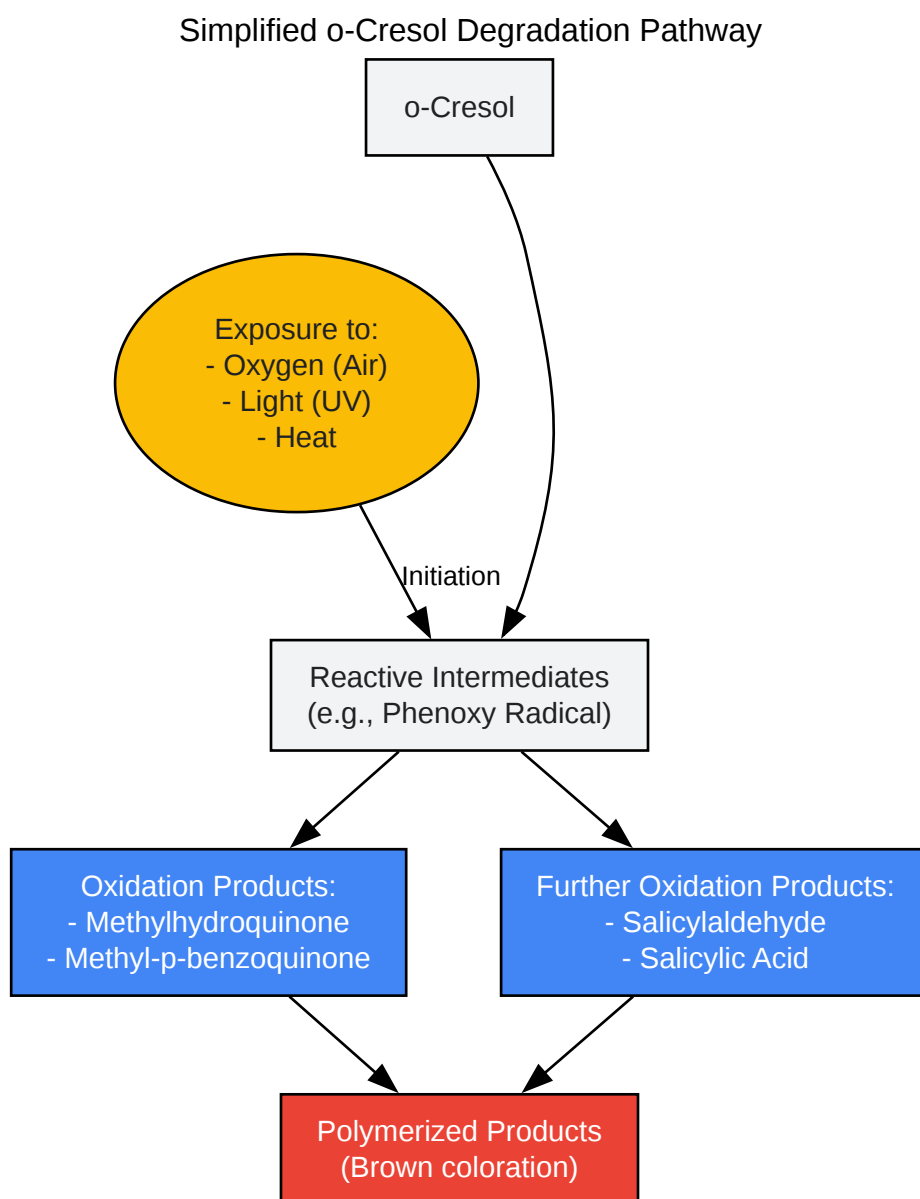 Simplified o-Cresol Degradation Pathway
o-Cresol
Exposure to:
- Oxygen (Air)
- Light (UV)
- Heat
Initiation
Reactive Intermediates
(e.g., Phenoxy Radical)
Oxidation Products:
- Methylhydroquinone
- Methyl-p-benzoquinone
Further Oxidation Products:
- Salicylaldehyde
- Salicylic Acid
Polymerized Products
(Brown coloration)